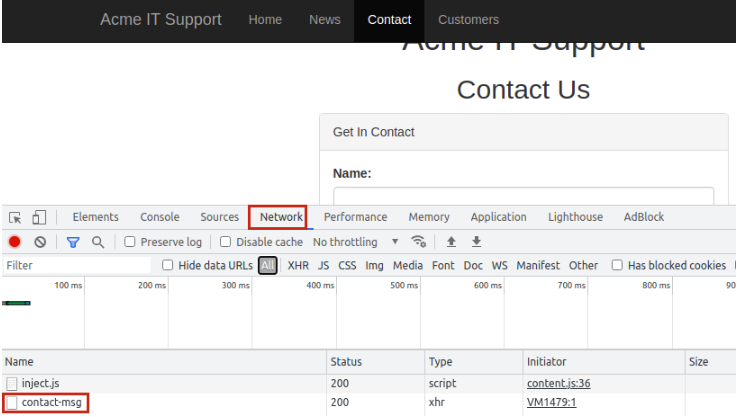 Acme IT Support Home News Contact Customers
Acme IT Support
Contact Us
Get In Contact
Name:
Elements Console Sources Network Performance Memory Application Lighthouse AdBlock
Preserve log Disable cache No throttling
Filter Hide data URLs All XHR JS CSS Img Media Font Doc WS Manifest Other Has blocked cookies
100 ms 200 ms 300 ms 400 ms 500 ms 600 ms 700 ms 800 ms 90
Name Status Type Initiator Size
inject.js 200 script content.js:36
contact-msg 200 xhr VM1479:1